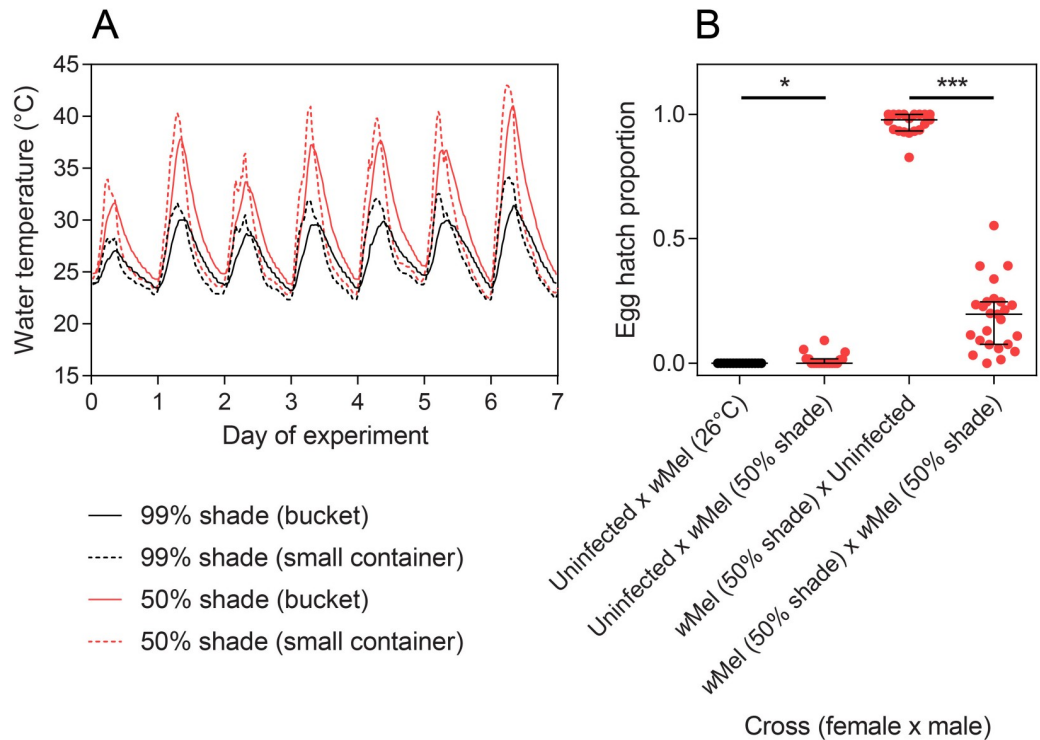 A
Water temperature (°C)
45
40
35
30
25
20
15
0 1 2 3 4 5 6 7
Day of experiment
99% shade (bucket)
99% shade (small container)
50% shade (bucket)
50% shade (small container)
B
Egg hatch proportion
1.0
0.5
0.0
*
***
Uninfected x wMel (26°C)
Uninfected x wMel (50% shade)
wMel (50% shade) x Uninfected
wMel (50% shade) x wMel (50% shade)
Cross (female x male)